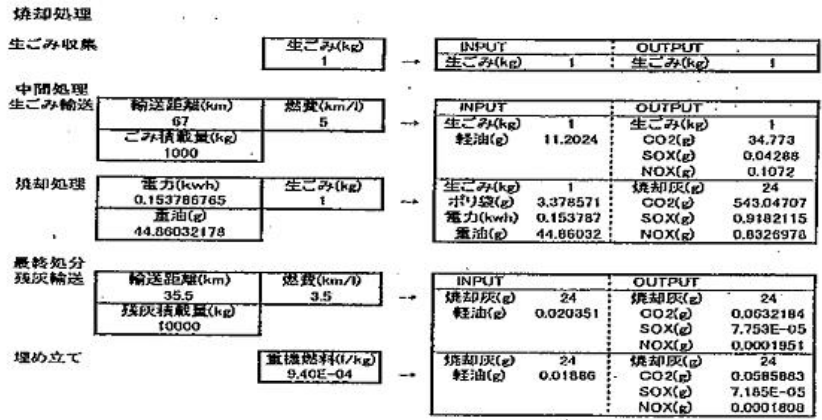 焼却処理
生ごみ収集 生ごみ(kg) INPUT OUTPUT
1 → 生ごみ(kg) 1 生ごみ(kg) 1
中間処理
生ごみ輸送 輸送距離(km) 燃費(km/l) INPUT OUTPUT
67 5 → 生ごみ(kg) 1 生ごみ(kg) 1
ごみ積載量(kg) 軽油(g) 11.2024 CO2(g) 34.773
1000 SOX(g) 0.04288
NOX(g) 0.1072
焼却処理 電力(kwh) 生ごみ(kg) 生ごみ(kg) 1 焼却灰(g) 24
0.153786765 1 → ポリ袋(g) 3.378571 CO2(g) 543.04707
重油(g) 電力(kwh) 0.153787 SOX(g) 0.9182115
44.86032178 重油(g) 44.86032 NOX(g) 0.8326978
最終処分
残灰輸送 輸送距離(km) 燃費(km/l) INPUT OUTPUT
35.5 3.5 → 焼却灰(g) 24 焼却灰(g) 24
残灰積載量(kg) 軽油(g) 0.020351 CO2(g) 0.0632184
10000 SOX(g) 7.753E-05
NOX(g) 0.0001951
埋め立て 重機燃料(l/kg) 焼却灰(g) 24 焼却灰(g) 24
9.40E-04 → 軽油(g) 0.01886 CO2(g) 0.0585883
SOX(g) 7.185E-05
NOX(g) 0.0001808